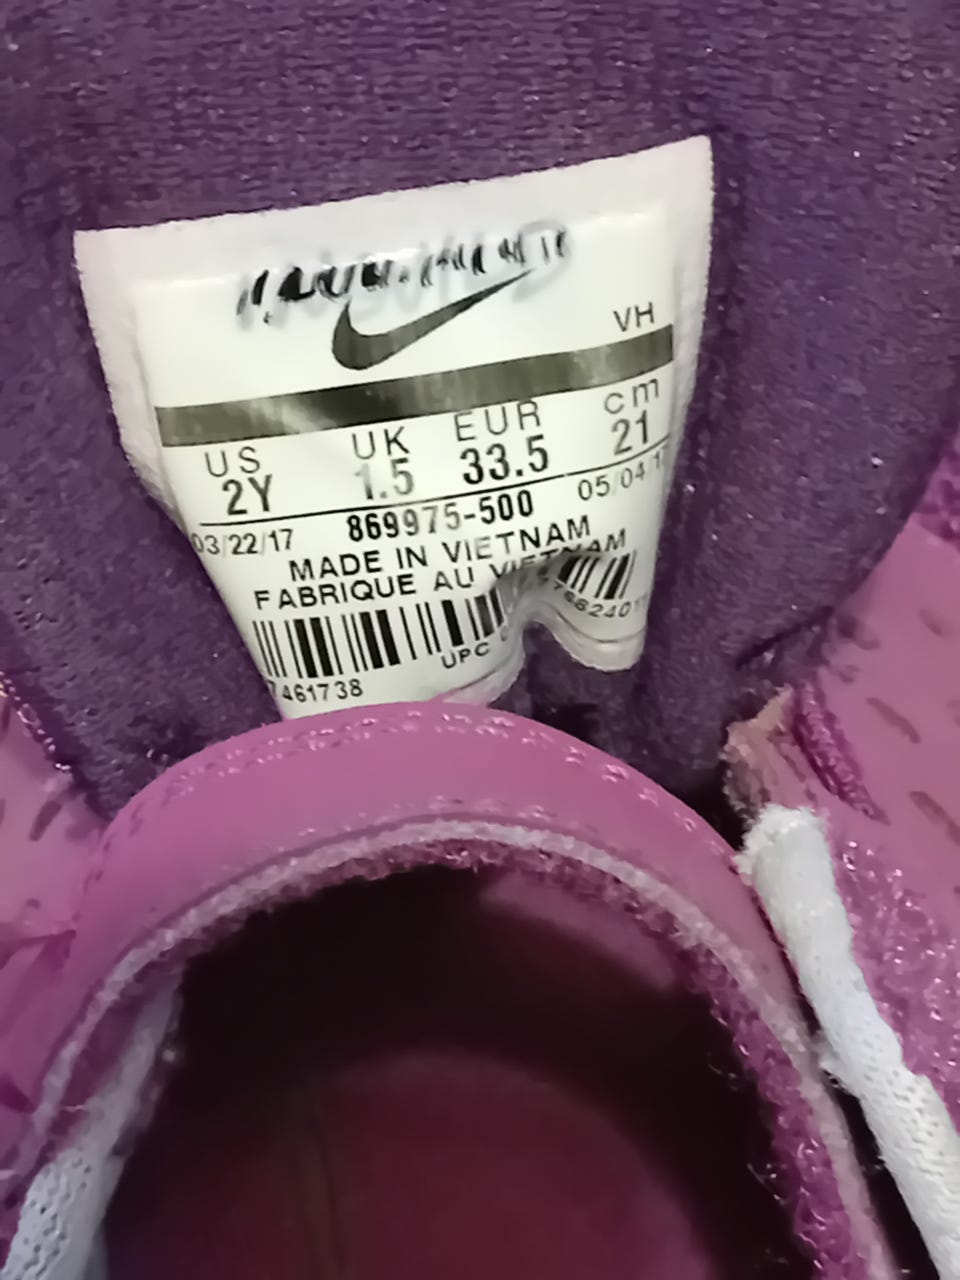 VH
US UK EUR cm
2Y 1.5 33.5 21
03/22/17 869975-500 05/04/1
MADE IN VIETNAM
FABRIQUE AU VIETNAM
UPC
7461738